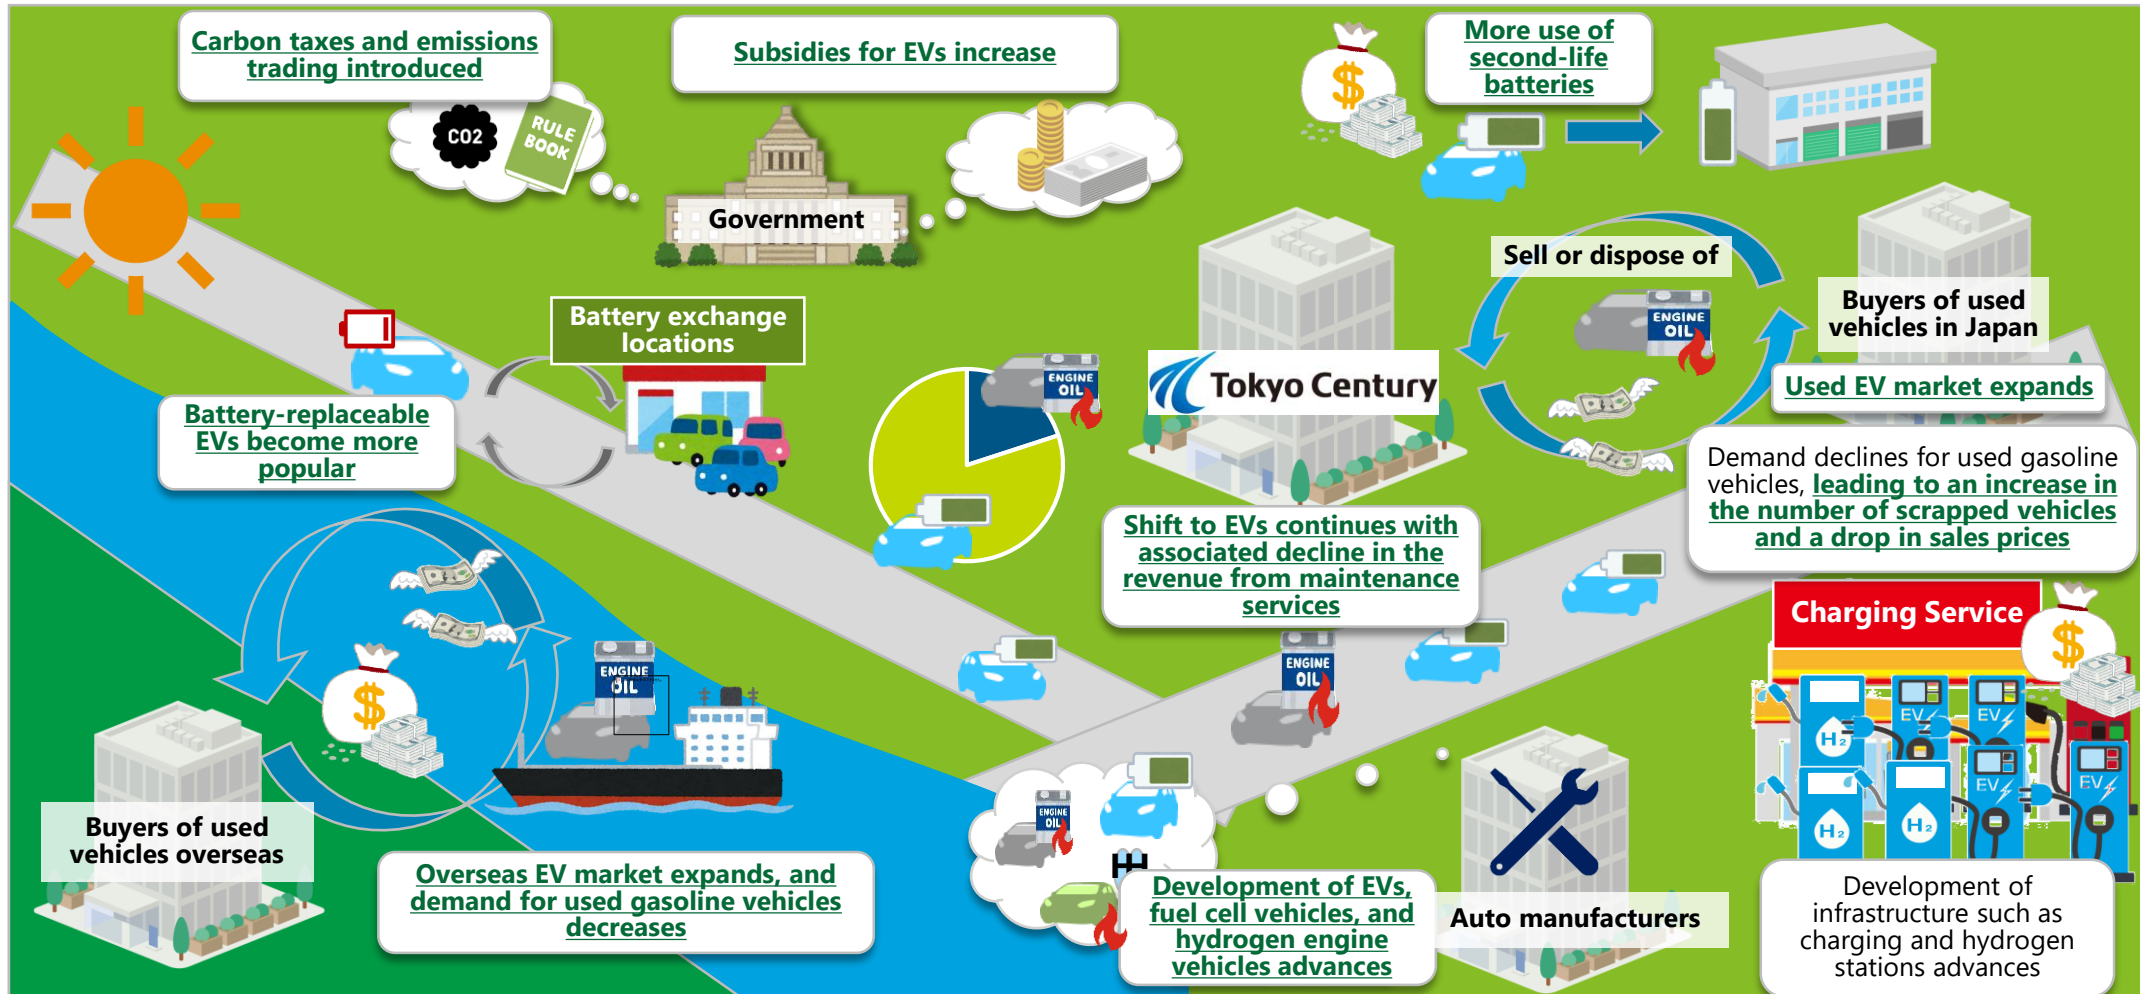 Carbon taxes and emissions
trading introduced
Subsidies for EVs increase
More use of
second-life
batteries
CO2
RULE
BOOK
Government
Sell or dispose of
ENGINE
OIL
Buyers of used
vehicles in Japan
Used EV market expands
Battery exchange
locations
ENGINE
OIL
Tokyo Century
Battery-replaceable
EVs become more
popular
Demand declines for used gasoline
vehicles, leading to an increase in
the number of scrapped vehicles
and a drop in sales prices
Shift to EVs continues with
associated decline in the
revenue from maintenance
services
Charging Service
ENGINE
OIL
ENGINE
OIL
EV
EV
H2
EV
EV
H2
H2
ENGINE
OIL
Buyers of used
vehicles overseas
Overseas EV market expands, and
demand for used gasoline vehicles
decreases
Development of EVs,
fuel cell vehicles, and
hydrogen engine
vehicles advances
Auto manufacturers
Development of
infrastructure such as
charging and hydrogen
stations advances